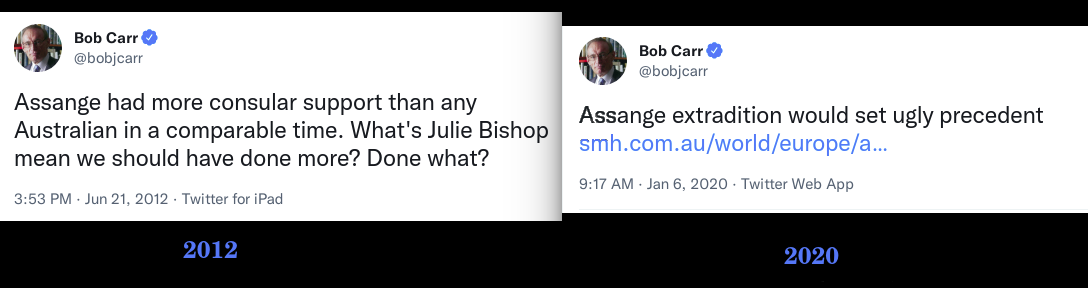 Bob Carr
@bobjcarr
Assange had more consular support than any
Australian in a comparable time. What's Julie Bishop
mean we should have done more? Done what?
3:53 PM · Jun 21, 2012 · Twitter for iPad
2012
Bob Carr
@bobjcarr
Assange extradition would set ugly precedent
smh.com.au/world/europe/a...
9:17 AM · Jan 6, 2020 · Twitter Web App
2020